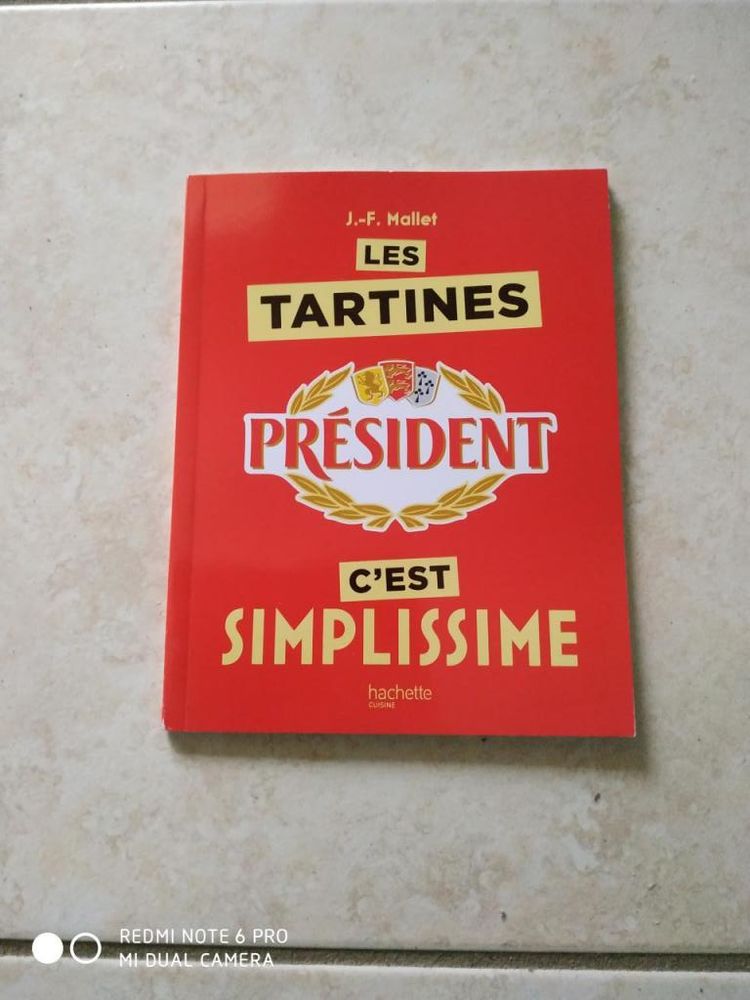 J.-F. Mallet
LES
TARTINES
PRÉSIDENT
C'EST
SIMPLISSIME
hachette
CUISINE
REDMI NOTE 6 PRO
MI DUAL CAMERA